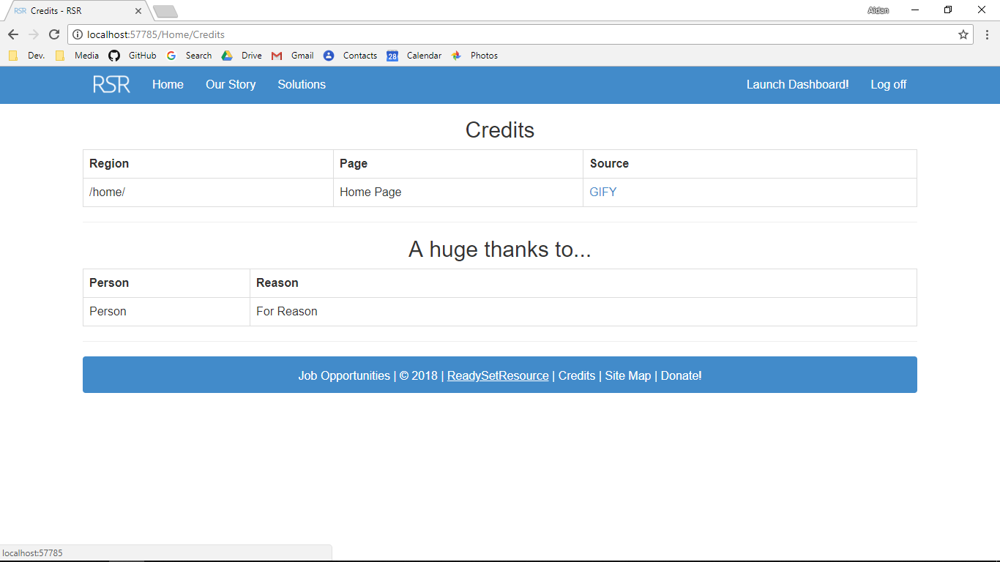 RSR Credits - RSR
Aidan
localhost:57785/Home/Credits
Dev. Media GitHub Search Drive Gmail 28 Contacts Calendar Photos
RSR Home Our Story Solutions Launch Dashboard! Log off
Credits
Region Page Source
/home/ Home Page GIFY
A huge thanks to...
Person Reason
Person For Reason
Job Opportunities | © 2018 | ReadySetResource | Credits | Site Map | Donate!
localhost:57785